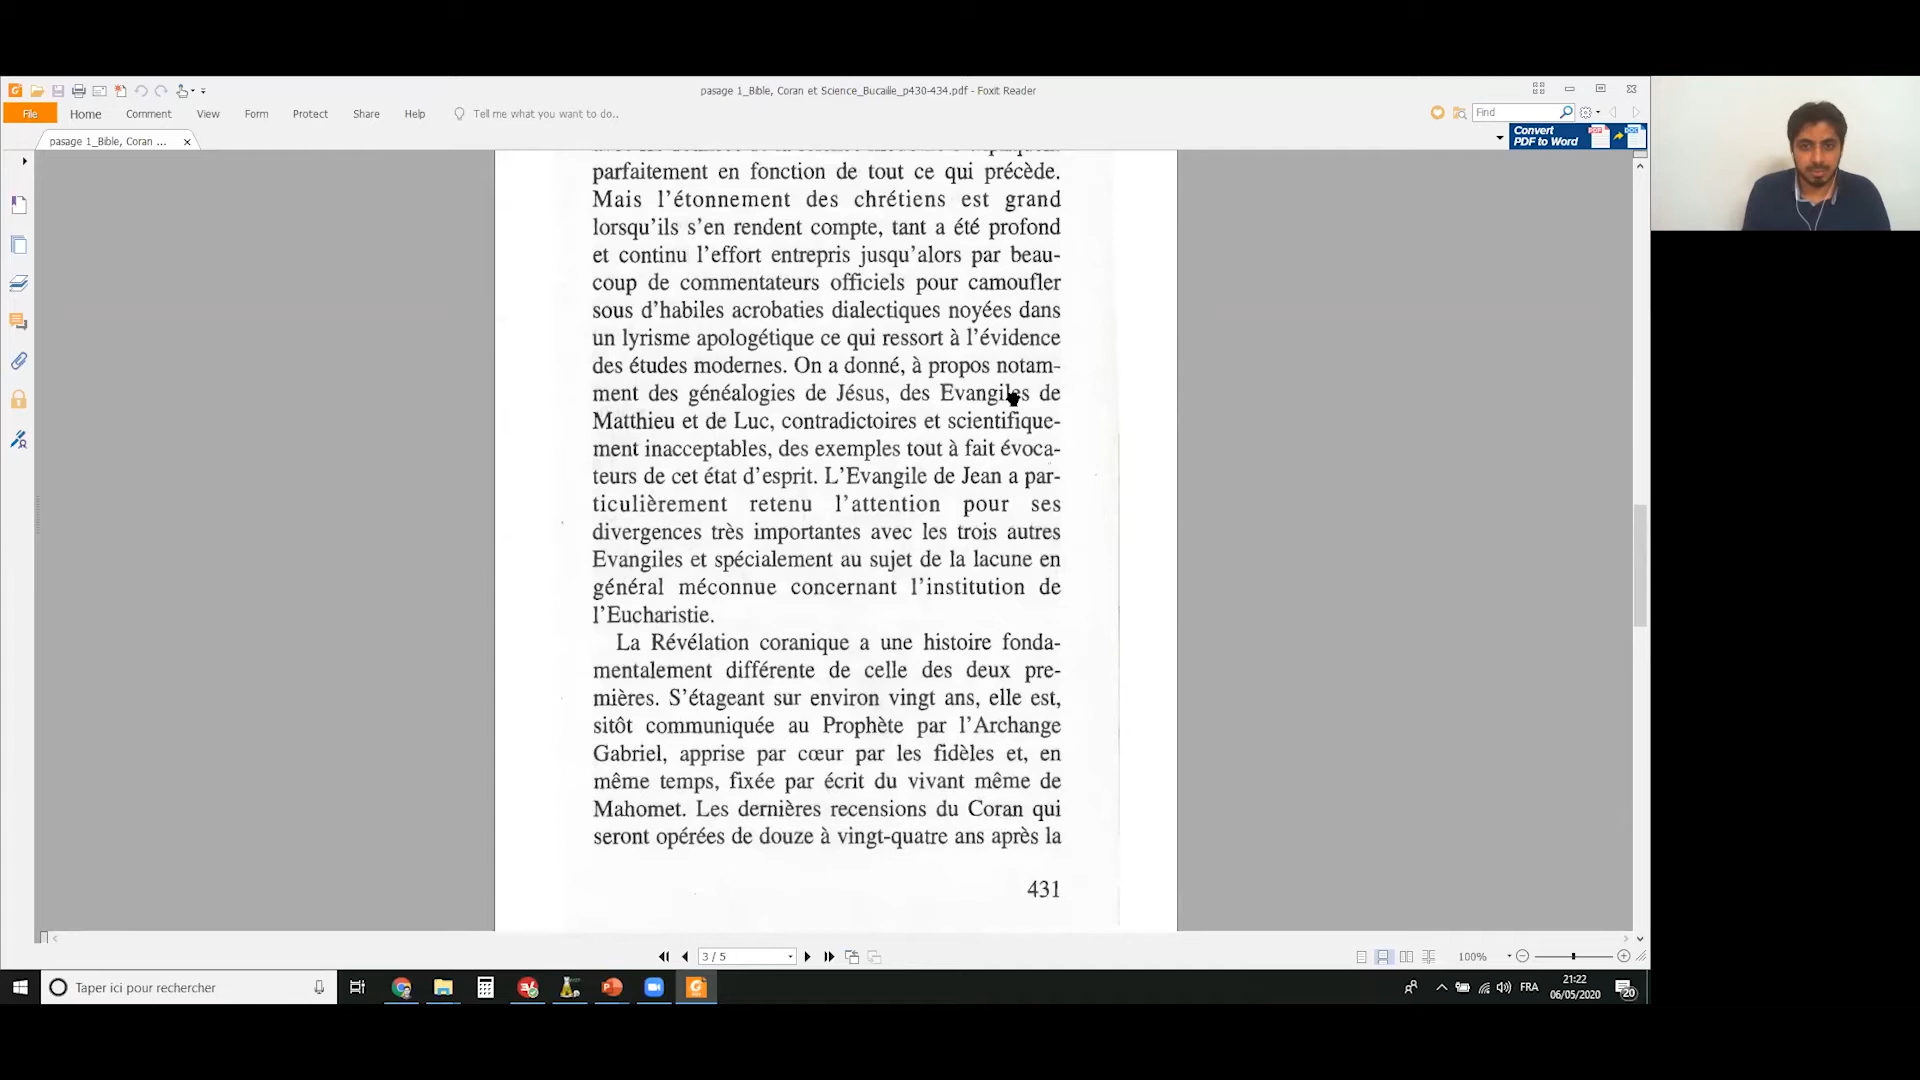 pasage 1_Bible, Coran et Science_Bucaille_p430-434.pdf - Foxit Reader
File Home Comment View Form Protect Share Help Tell me what you want to do.. Find
pasage 1_Bible, Coran ...
Convert
PDF to Word
parfaitement en fonction de tout ce qui précède.
Mais l'étonnement des chrétiens est grand
lorsqu'ils s'en rendent compte, tant a été profond
et continu l'effort entrepris jusqu'alors par beau-
coup de commentateurs officiels pour camoufler
sous d'habiles acrobaties dialectiques noyées dans
un lyrisme apologétique ce qui ressort à l'évidence
des études modernes. On a donné, à propos notam-
ment des généalogies de Jésus, des Evangiles de
Matthieu et de Luc, contradictoires et scientifique-
ment inacceptables, des exemples tout à fait évoca-
teurs de cet état d'esprit. L'Evangile de Jean a par-
ticulièrement retenu l'attention pour ses
divergences très importantes avec les trois autres
Evangiles et spécialement au sujet de la lacune en
général méconnue concernant l'institution de
l'Eucharistie.
La Révélation coranique a une histoire fonda-
mentalement différente de celle des deux pre-
mières. S'étageant sur environ vingt ans, elle est,
sitôt communiquée au Prophète par l'Archange
Gabriel, apprise par cœur par les fidèles et, en
même temps, fixée par écrit du vivant même de
Mahomet. Les dernières recensions du Coran qui
seront opérées de douze à vingt-quatre ans après la
431
3 / 5
100%
Taper ici pour rechercher
FRA
21:22
06/05/2020
20